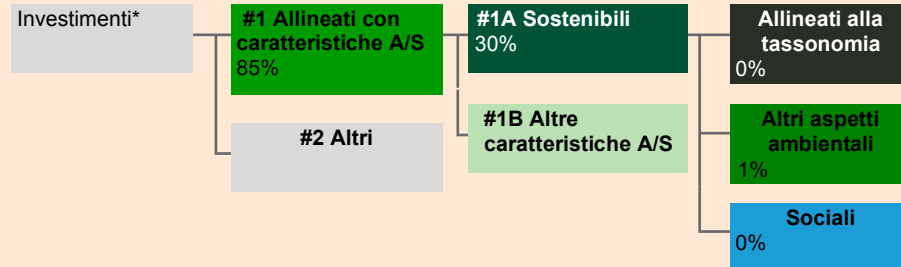 Investimenti*
#1 Allineati con
caratteristiche A/S
85%
#2 Altri
#1A Sostenibili
30%
#1B Altre
caratteristiche A/S
Allineati alla
tassonomia
0%
Altri aspetti
ambientali
1%
Sociali
0%